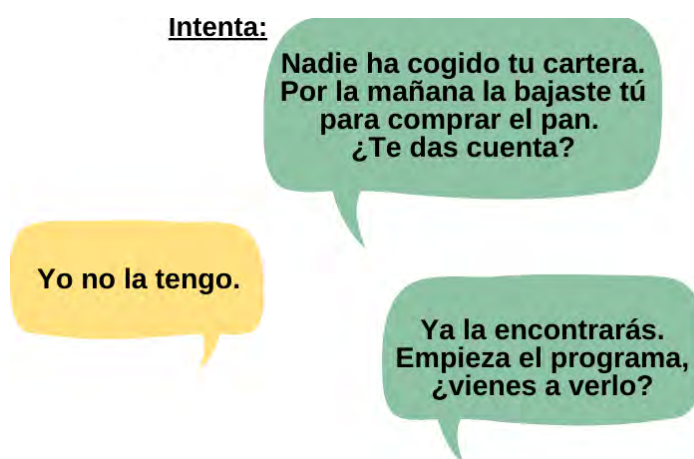 Intenta:
Nadie ha cogido tu cartera.
Por la mañana la bajaste tú
para comprar el pan.
¿Te das cuenta?
Yo no la tengo.
Ya la encontrarás.
Empieza el programa,
¿vienes a verlo?